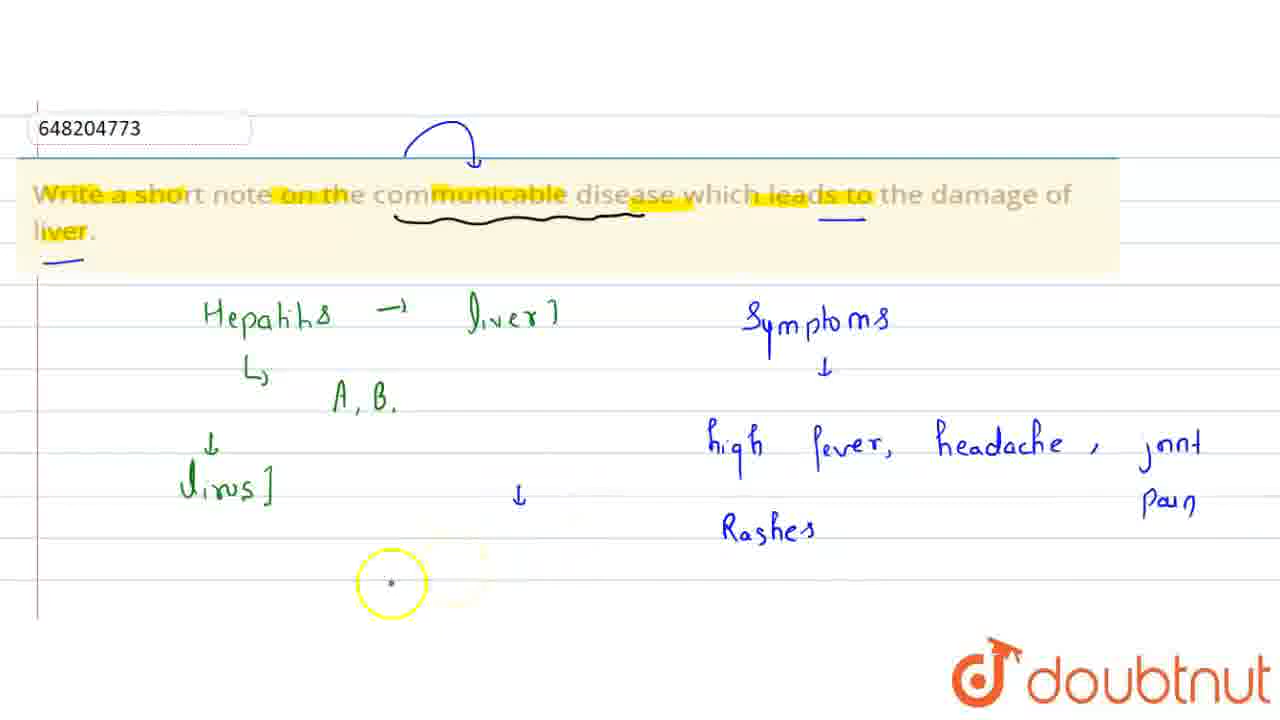 648204773
Write a short note on the communicable disease which leads to the damage of
liver.
Hepatitis → liver]
A, B.
Virus]
Symptoms
high fever, headache, joint
pain
Rashes
doubtnut